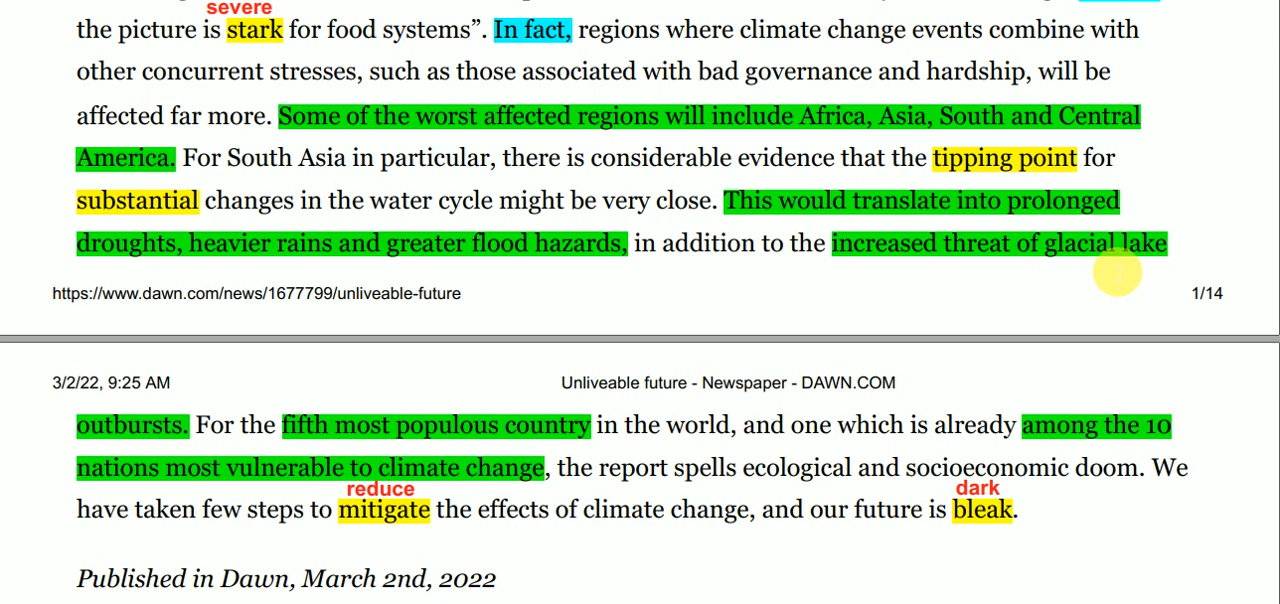 severe
the picture is stark for food systems”. In fact, regions where climate change events combine with
other concurrent stresses, such as those associated with bad governance and hardship, will be
affected far more. Some of the worst affected regions will include Africa, Asia, South and Central
America. For South Asia in particular, there is considerable evidence that the tipping point for
substantial changes in the water cycle might be very close. This would translate into prolonged
droughts, heavier rains and greater flood hazards, in addition to the increased threat of glacial lake
https://www.dawn.com/news/1677799/unliveable-future 1/14
3/2/22, 9:25 AM Unliveable future - Newspaper - DAWN.COM
outbursts. For the fifth most populous country in the world, and one which is already among the 10
nations most vulnerable to climate change, the report spells ecological and socioeconomic doom. We
reduce dark
have taken few steps to mitigate the effects of climate change, and our future is bleak.
Published in Dawn, March 2nd, 2022